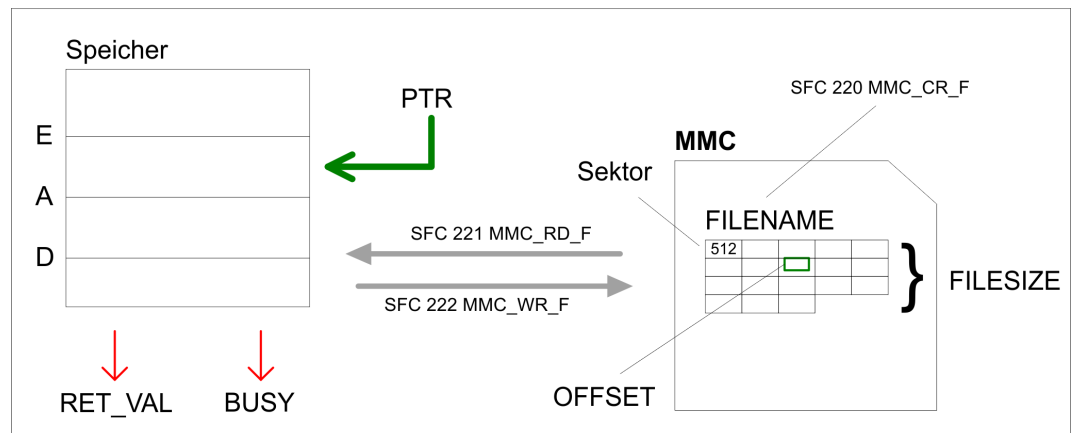 Speicher
PTR
SFC 220 MMC_CR_F
E
MMC
Sektor
A
FILENAME
SFC 221 MMC_RD_F
512
D
FILESIZE
SFC 222 MMC_WR_F
OFFSET
RET_VAL
BUSY